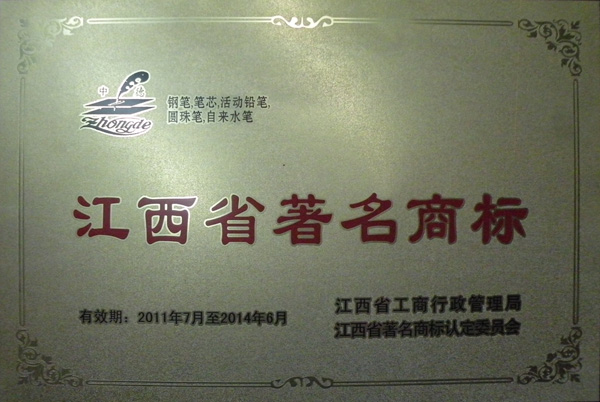 中德
Zhongde
钢笔,笔芯,活动铅笔,
圆珠笔,自来水笔
江西省著名商标
有效期：2011年7月至2014年6月
江西省工商行政管理局
江西省著名商标认定委员会